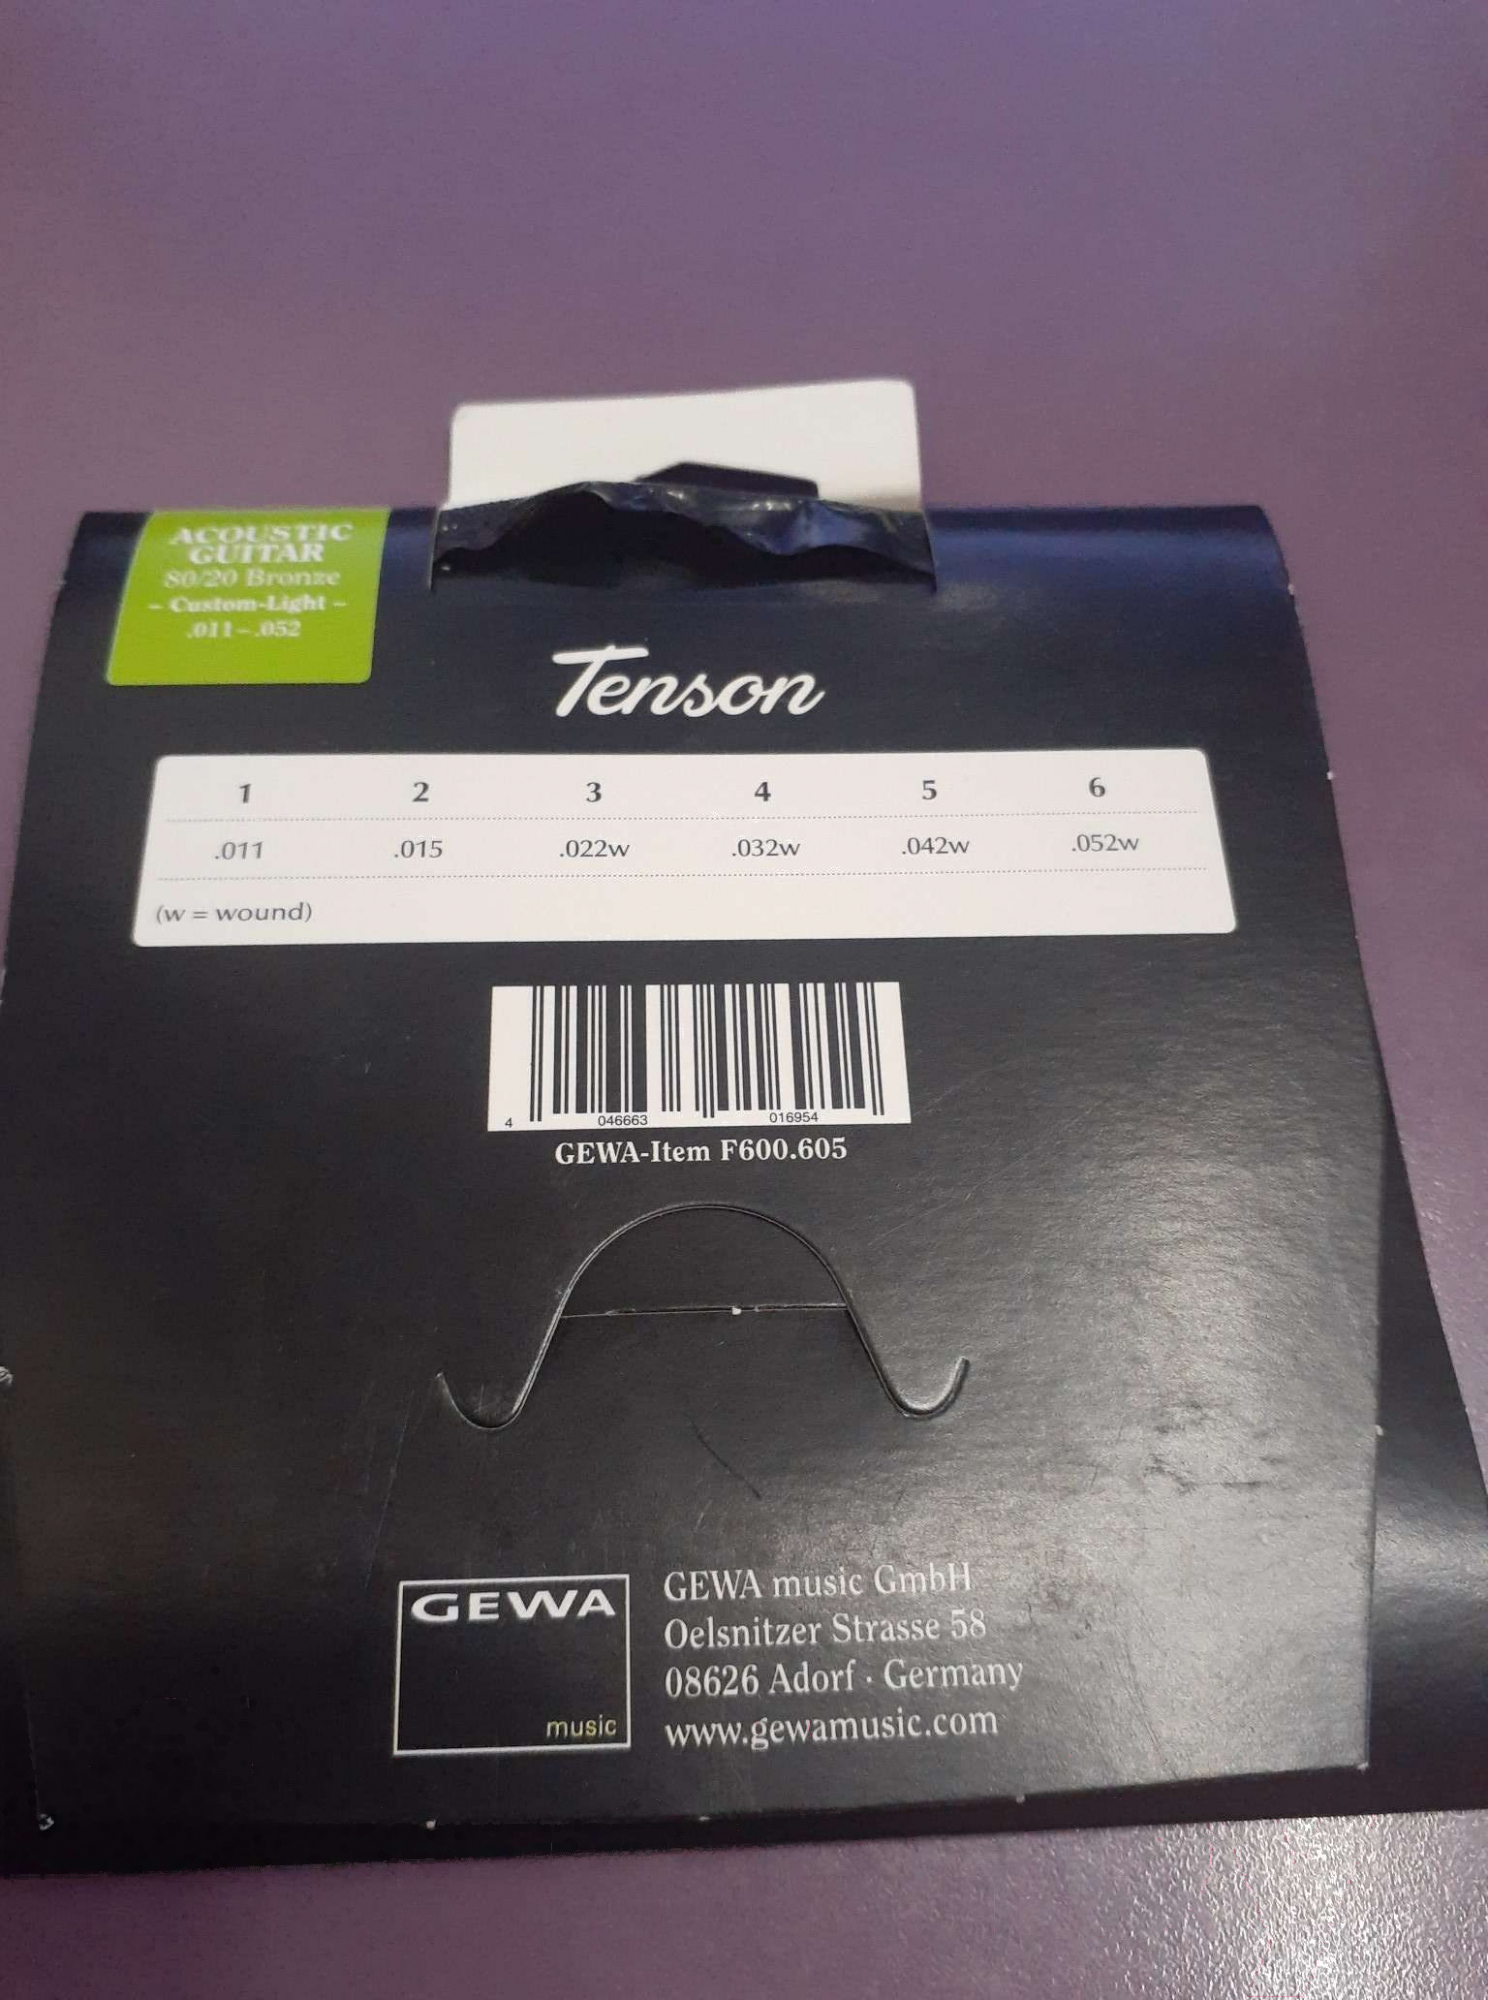 ACOUSTIC
GUITAR
80/20 Bronze
- Custom-Light -
.011-.052
Tenson
1 2 3 4 5 6
.011 .015 .022w .032w .042w .052w
(w = wound)
4 046663 016954
GEWA-Item F600.605
GEWA
music
GEWA music GmbH
Oelsnitzer Strasse 58
08626 Adorf · Germany
www.gewamusic.com